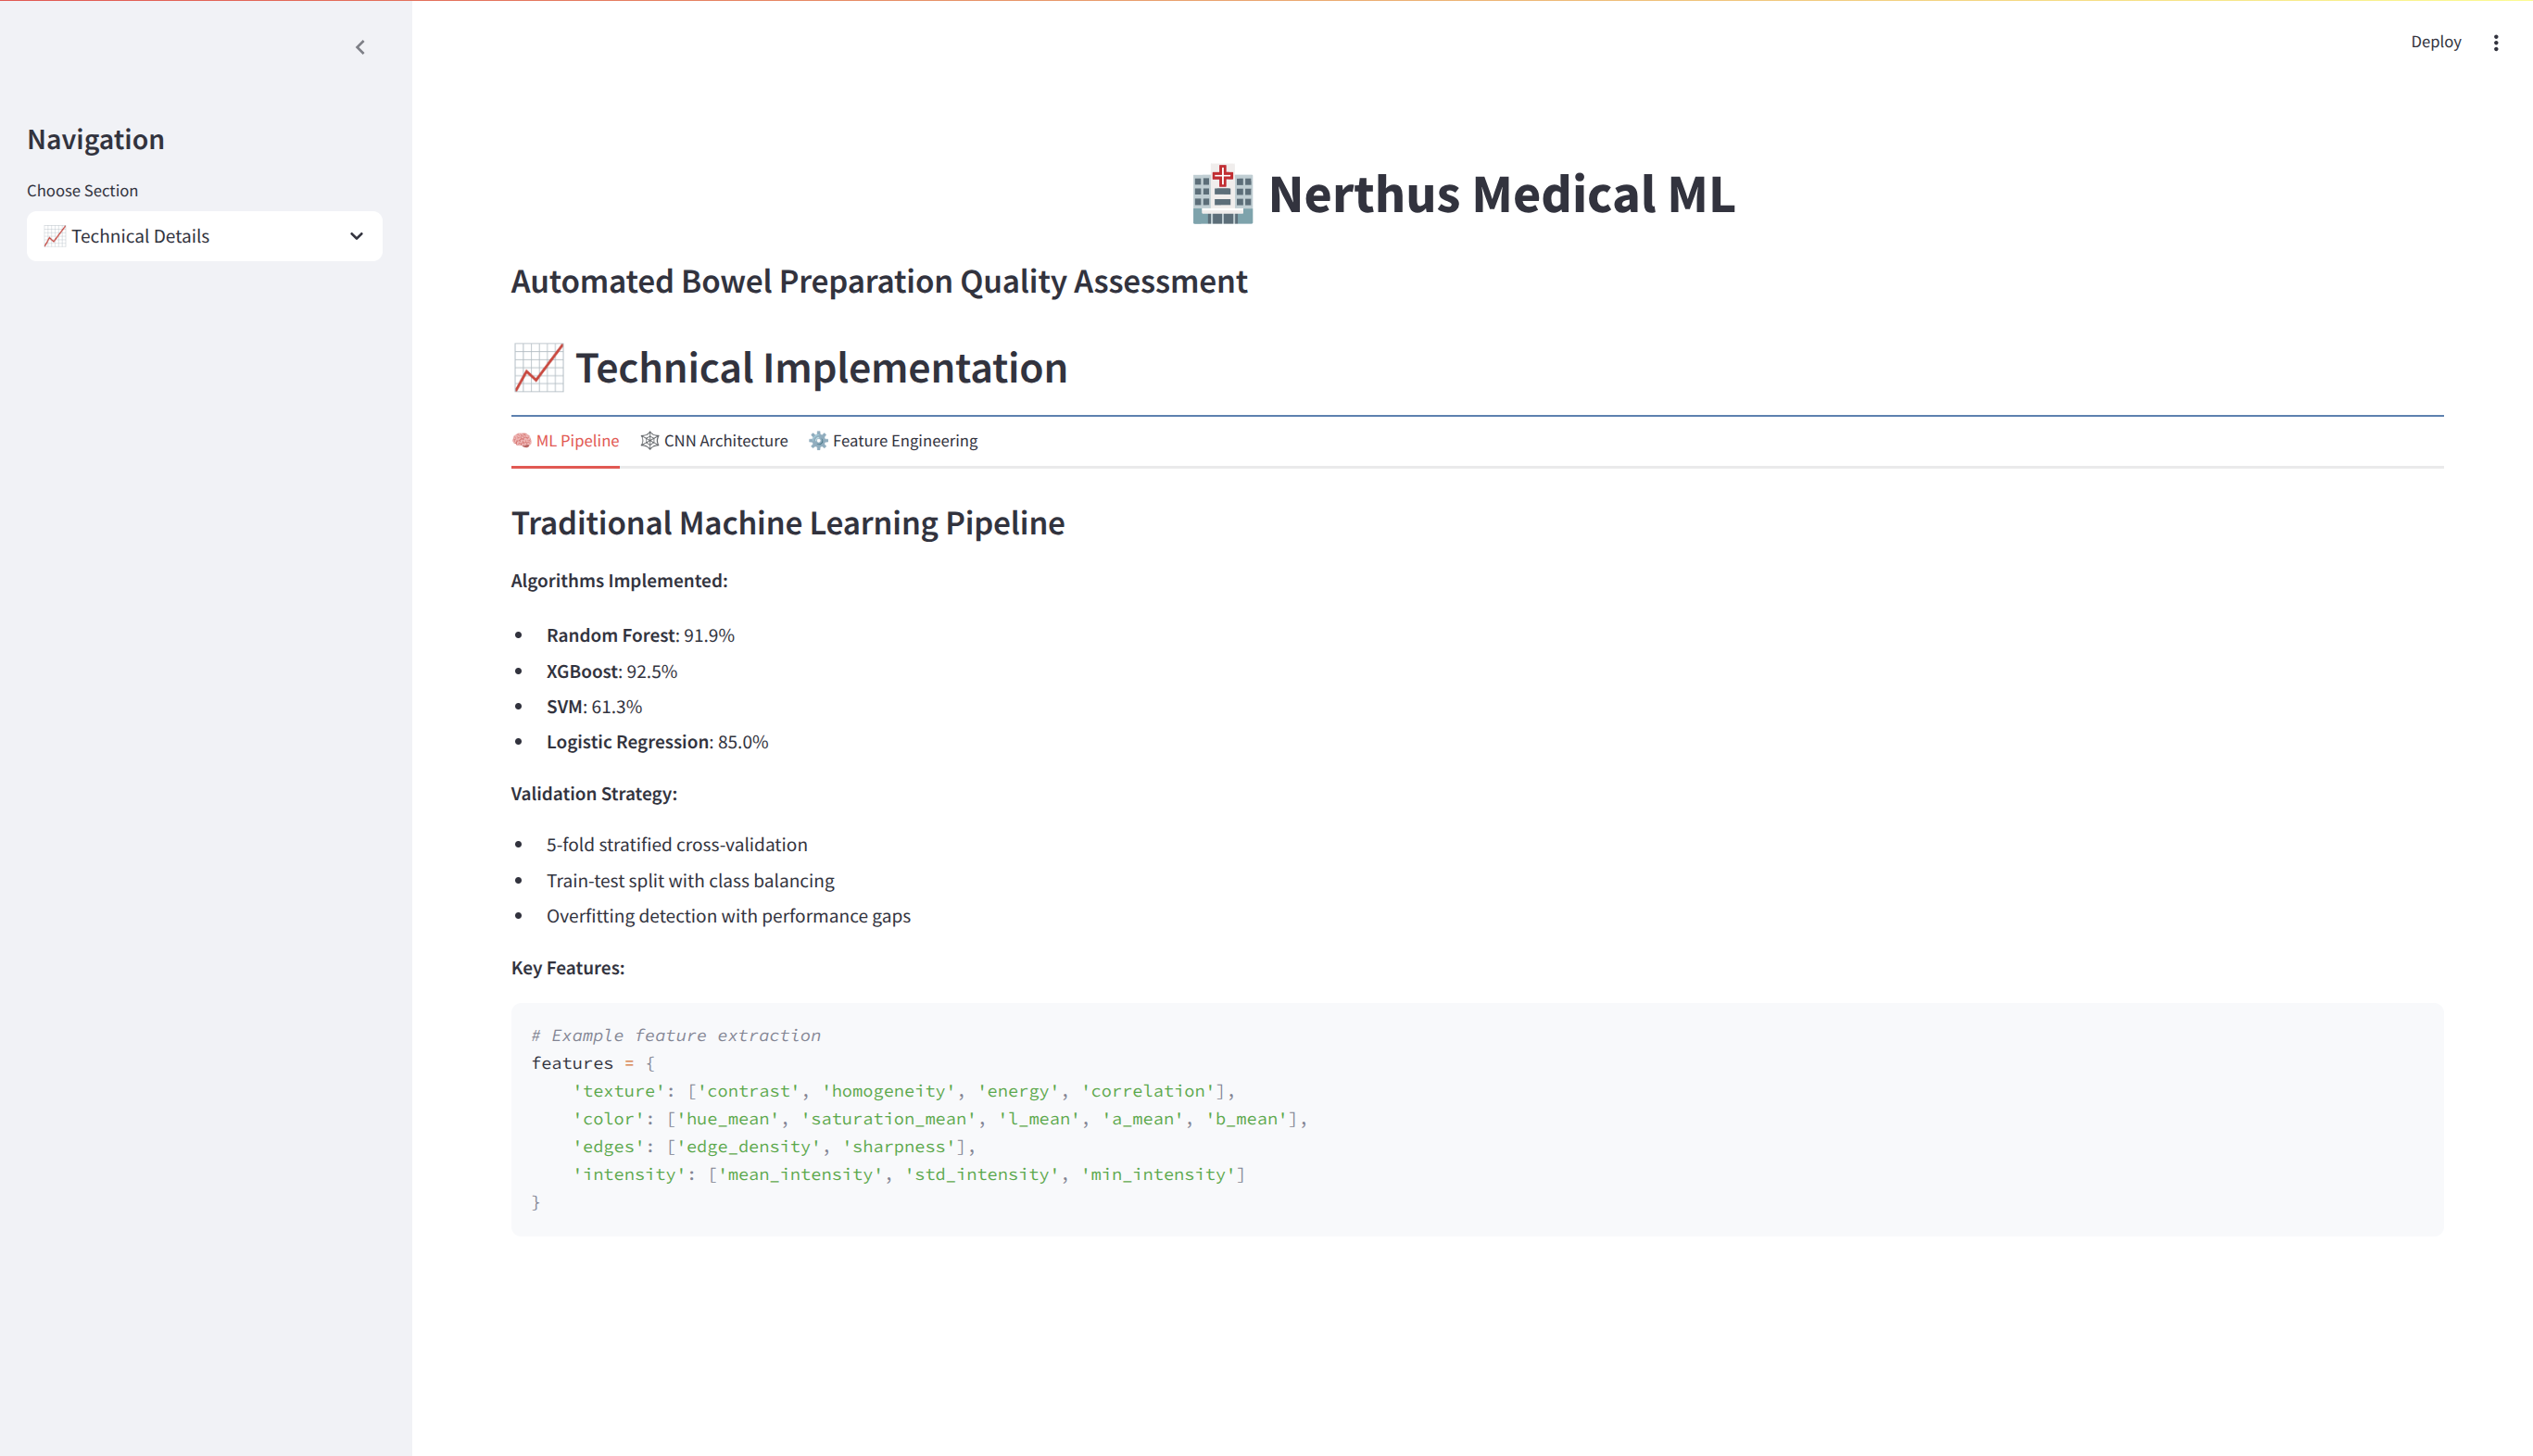 Deploy
Navigation
Choose Section
Technical Details
Nerthus Medical ML
Automated Bowel Preparation Quality Assessment
Technical Implementation
ML Pipeline CNN Architecture Feature Engineering
Traditional Machine Learning Pipeline
Algorithms Implemented:
Random Forest: 91.9%
XGBoost: 92.5%
SVM: 61.3%
Logistic Regression: 85.0%
Validation Strategy:
5-fold stratified cross-validation
Train-test split with class balancing
Overfitting detection with performance gaps
Key Features:
# Example feature extraction
features = {
    'texture': ['contrast', 'homogeneity', 'energy', 'correlation'],
    'color': ['hue_mean', 'saturation_mean', 'l_mean', 'a_mean', 'b_mean'],
    'edges': ['edge_density', 'sharpness'],
    'intensity': ['mean_intensity', 'std_intensity', 'min_intensity']
}